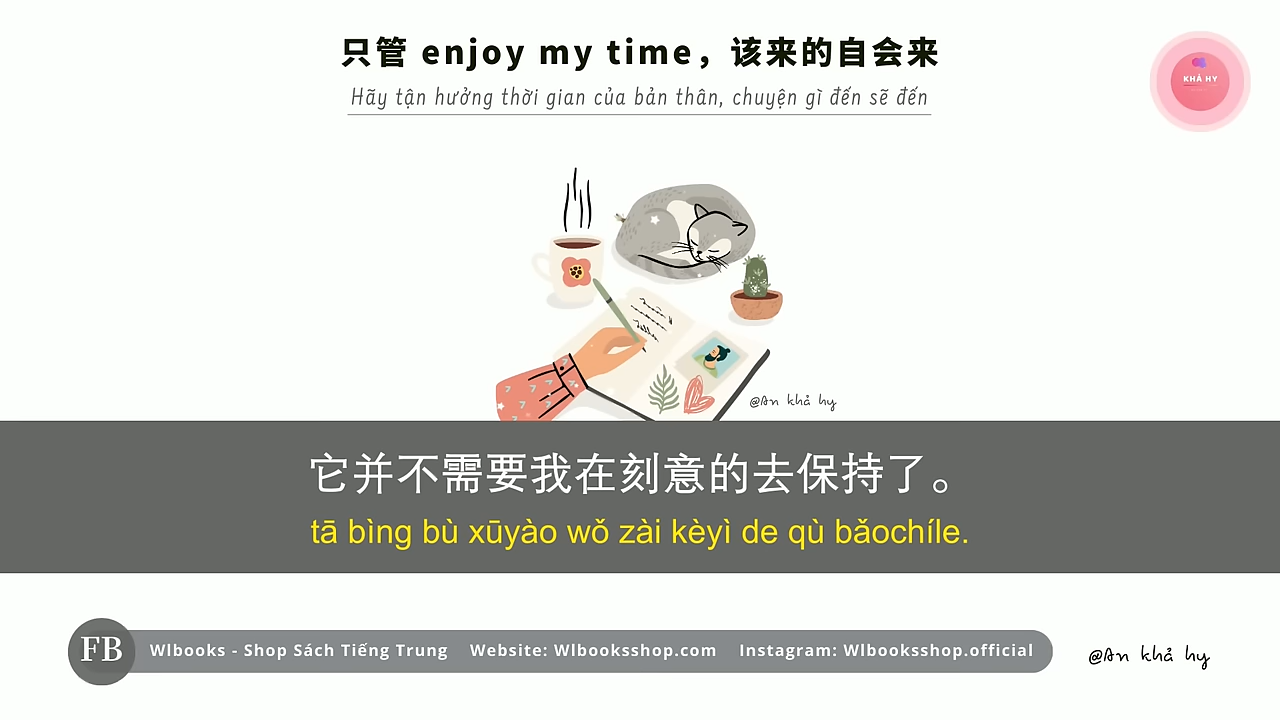 只管 enjoy my time，该来的自会来
Hãy tận hưởng thời gian của bản thân, chuyện gì đến sẽ đến
KHẢ HY
@An khả hy
它并不需要我在刻意的去保持了。
tā bìng bù xūyào wǒ zài kèyì de qù bǎochíle.
FB
Wlbooks - Shop Sách Tiếng Trung Website: Wlbooksshop.com Instagram: Wlbooksshop.official
@An khả hy